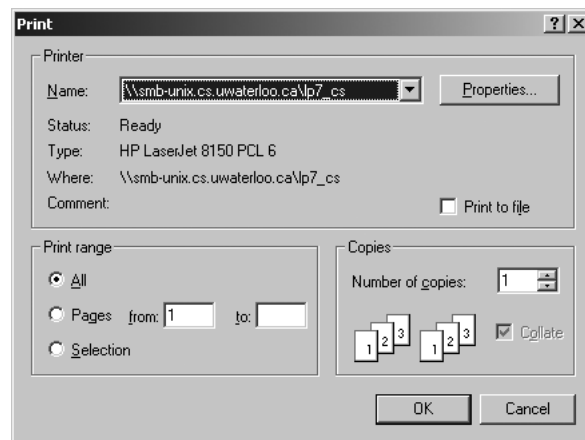 Print
Printer
Name: \\smb-unix.cs.uwaterloo.ca\lp7_cs Properties...
Status: Ready
Type: HP LaserJet 8150 PCL 6
Where: \\smb-unix.cs.uwaterloo.ca\lp7_cs
Comment: Print to file
Print range
All
Pages from: 1 to:
Selection
Copies
Number of copies: 1
1 2 3 1 2 3 Collate
OK Cancel